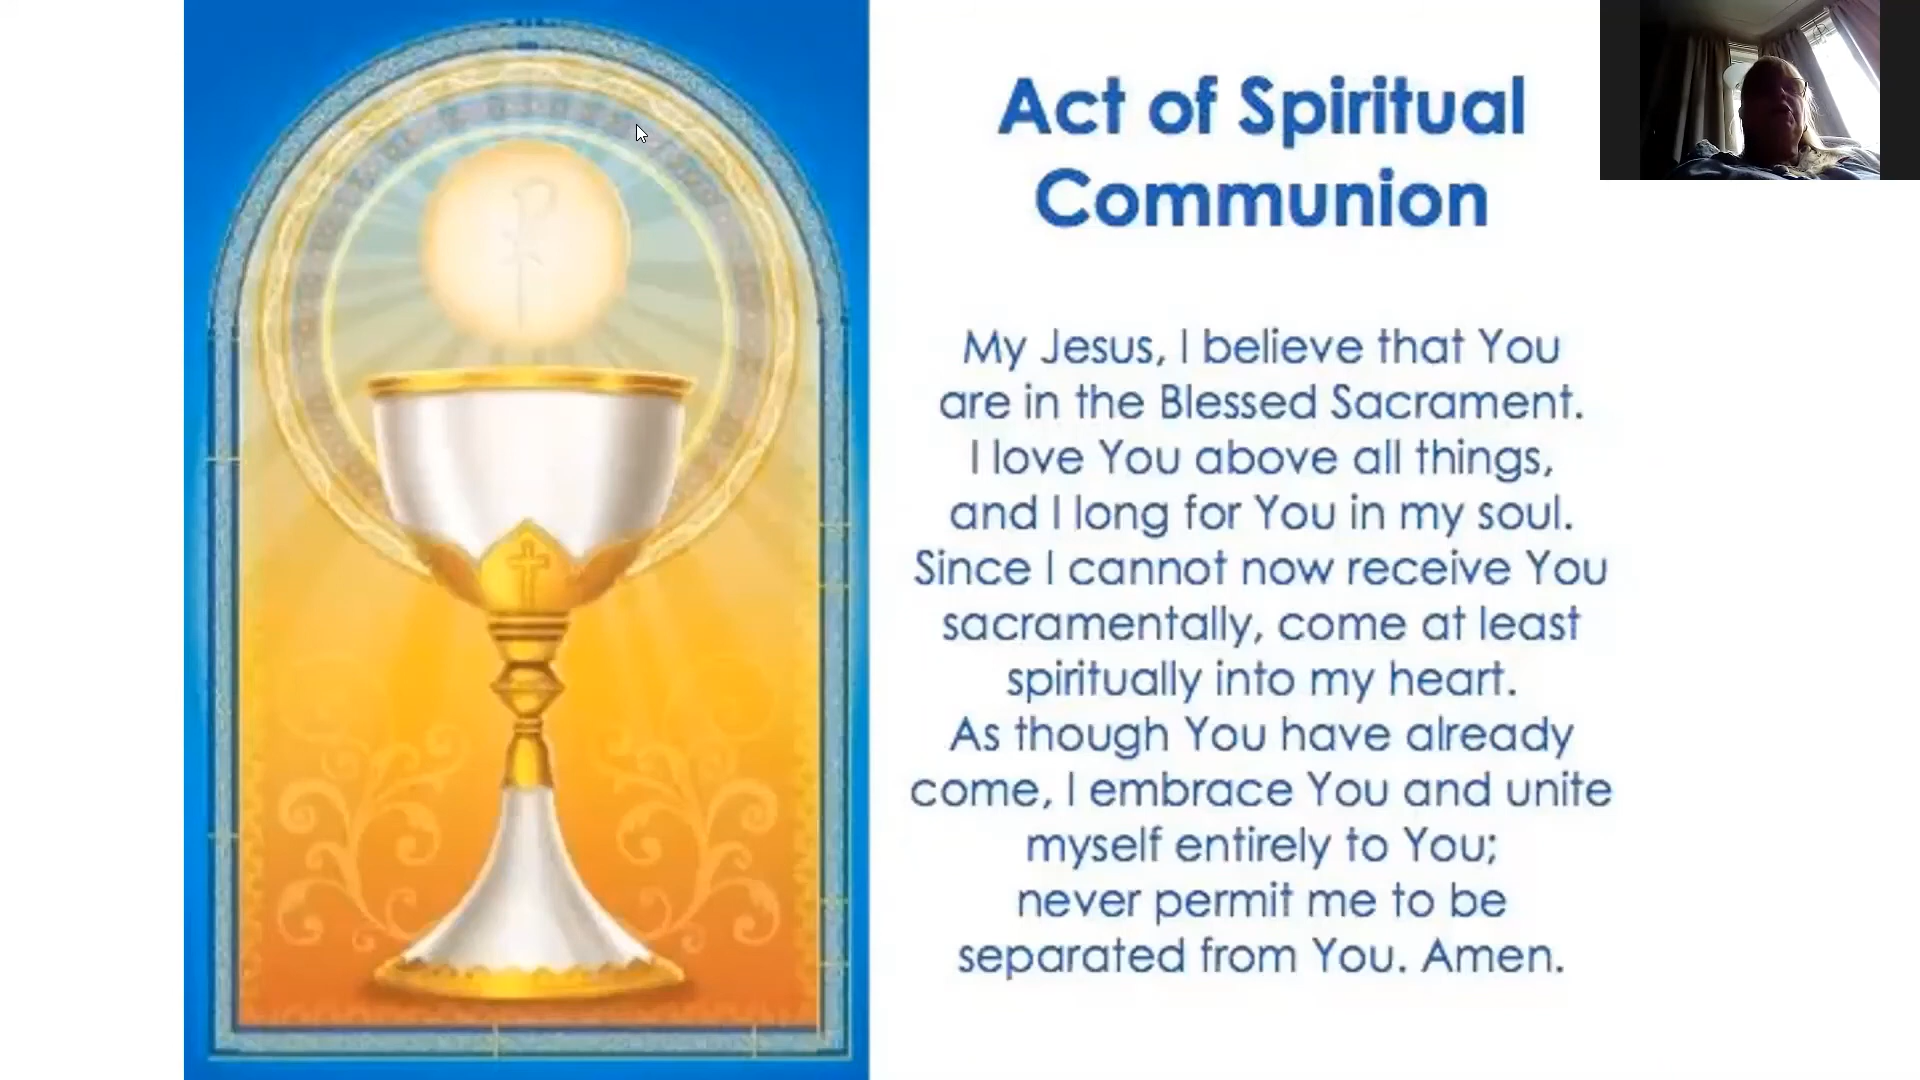 Act of Spiritual
Communion
My Jesus, I believe that You
are in the Blessed Sacrament.
I love You above all things,
and I long for You in my soul.
Since I cannot now receive You
sacramentally, come at least
spiritually into my heart.
As though You have already
come, I embrace You and unite
myself entirely to You;
never permit me to be
separated from You. Amen.